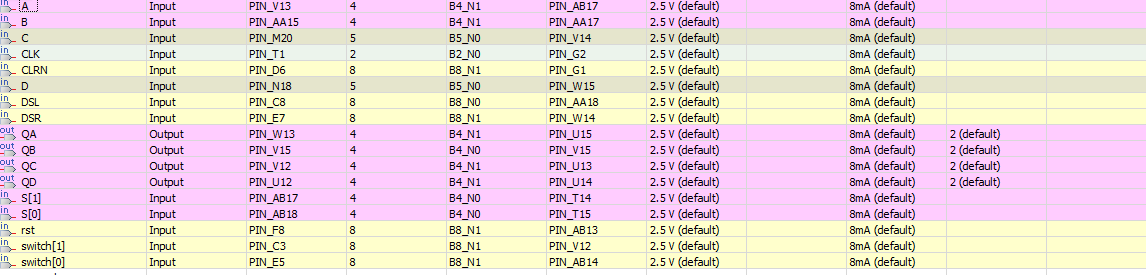 in A Input PIN_V13 4 B4_N1 PIN_AB17 2.5 V (default) 8mA (default)
in B Input PIN_AA15 4 B4_N1 PIN_AA17 2.5 V (default) 8mA (default)
in C Input PIN_M20 5 B5_N0 PIN_V14 2.5 V (default) 8mA (default)
in CLK Input PIN_T1 2 B2_N0 PIN_G2 2.5 V (default) 8mA (default)
in CLRN Input PIN_D6 8 B8_N1 PIN_G1 2.5 V (default) 8mA (default)
in D Input PIN_N18 5 B5_N0 PIN_W15 2.5 V (default) 8mA (default)
in DSL Input PIN_C8 8 B8_N0 PIN_AA18 2.5 V (default) 8mA (default)
in DSR Input PIN_E7 8 B8_N1 PIN_W14 2.5 V (default) 8mA (default)
out QA Output PIN_W13 4 B4_N1 PIN_U15 2.5 V (default) 8mA (default) 2 (default)
out QB Output PIN_V15 4 B4_N0 PIN_V15 2.5 V (default) 8mA (default) 2 (default)
out QC Output PIN_V12 4 B4_N1 PIN_U13 2.5 V (default) 8mA (default) 2 (default)
out QD Output PIN_U12 4 B4_N1 PIN_U14 2.5 V (default) 8mA (default) 2 (default)
in S[1] Input PIN_AB17 4 B4_N0 PIN_T14 2.5 V (default) 8mA (default)
in S[0] Input PIN_AB18 4 B4_N0 PIN_T15 2.5 V (default) 8mA (default)
in rst Input PIN_F8 8 B8_N1 PIN_AB13 2.5 V (default) 8mA (default)
in switch[1] Input PIN_C3 8 B8_N1 PIN_V12 2.5 V (default) 8mA (default)
in switch[0] Input PIN_E5 8 B8_N1 PIN_AB14 2.5 V (default) 8mA (default)